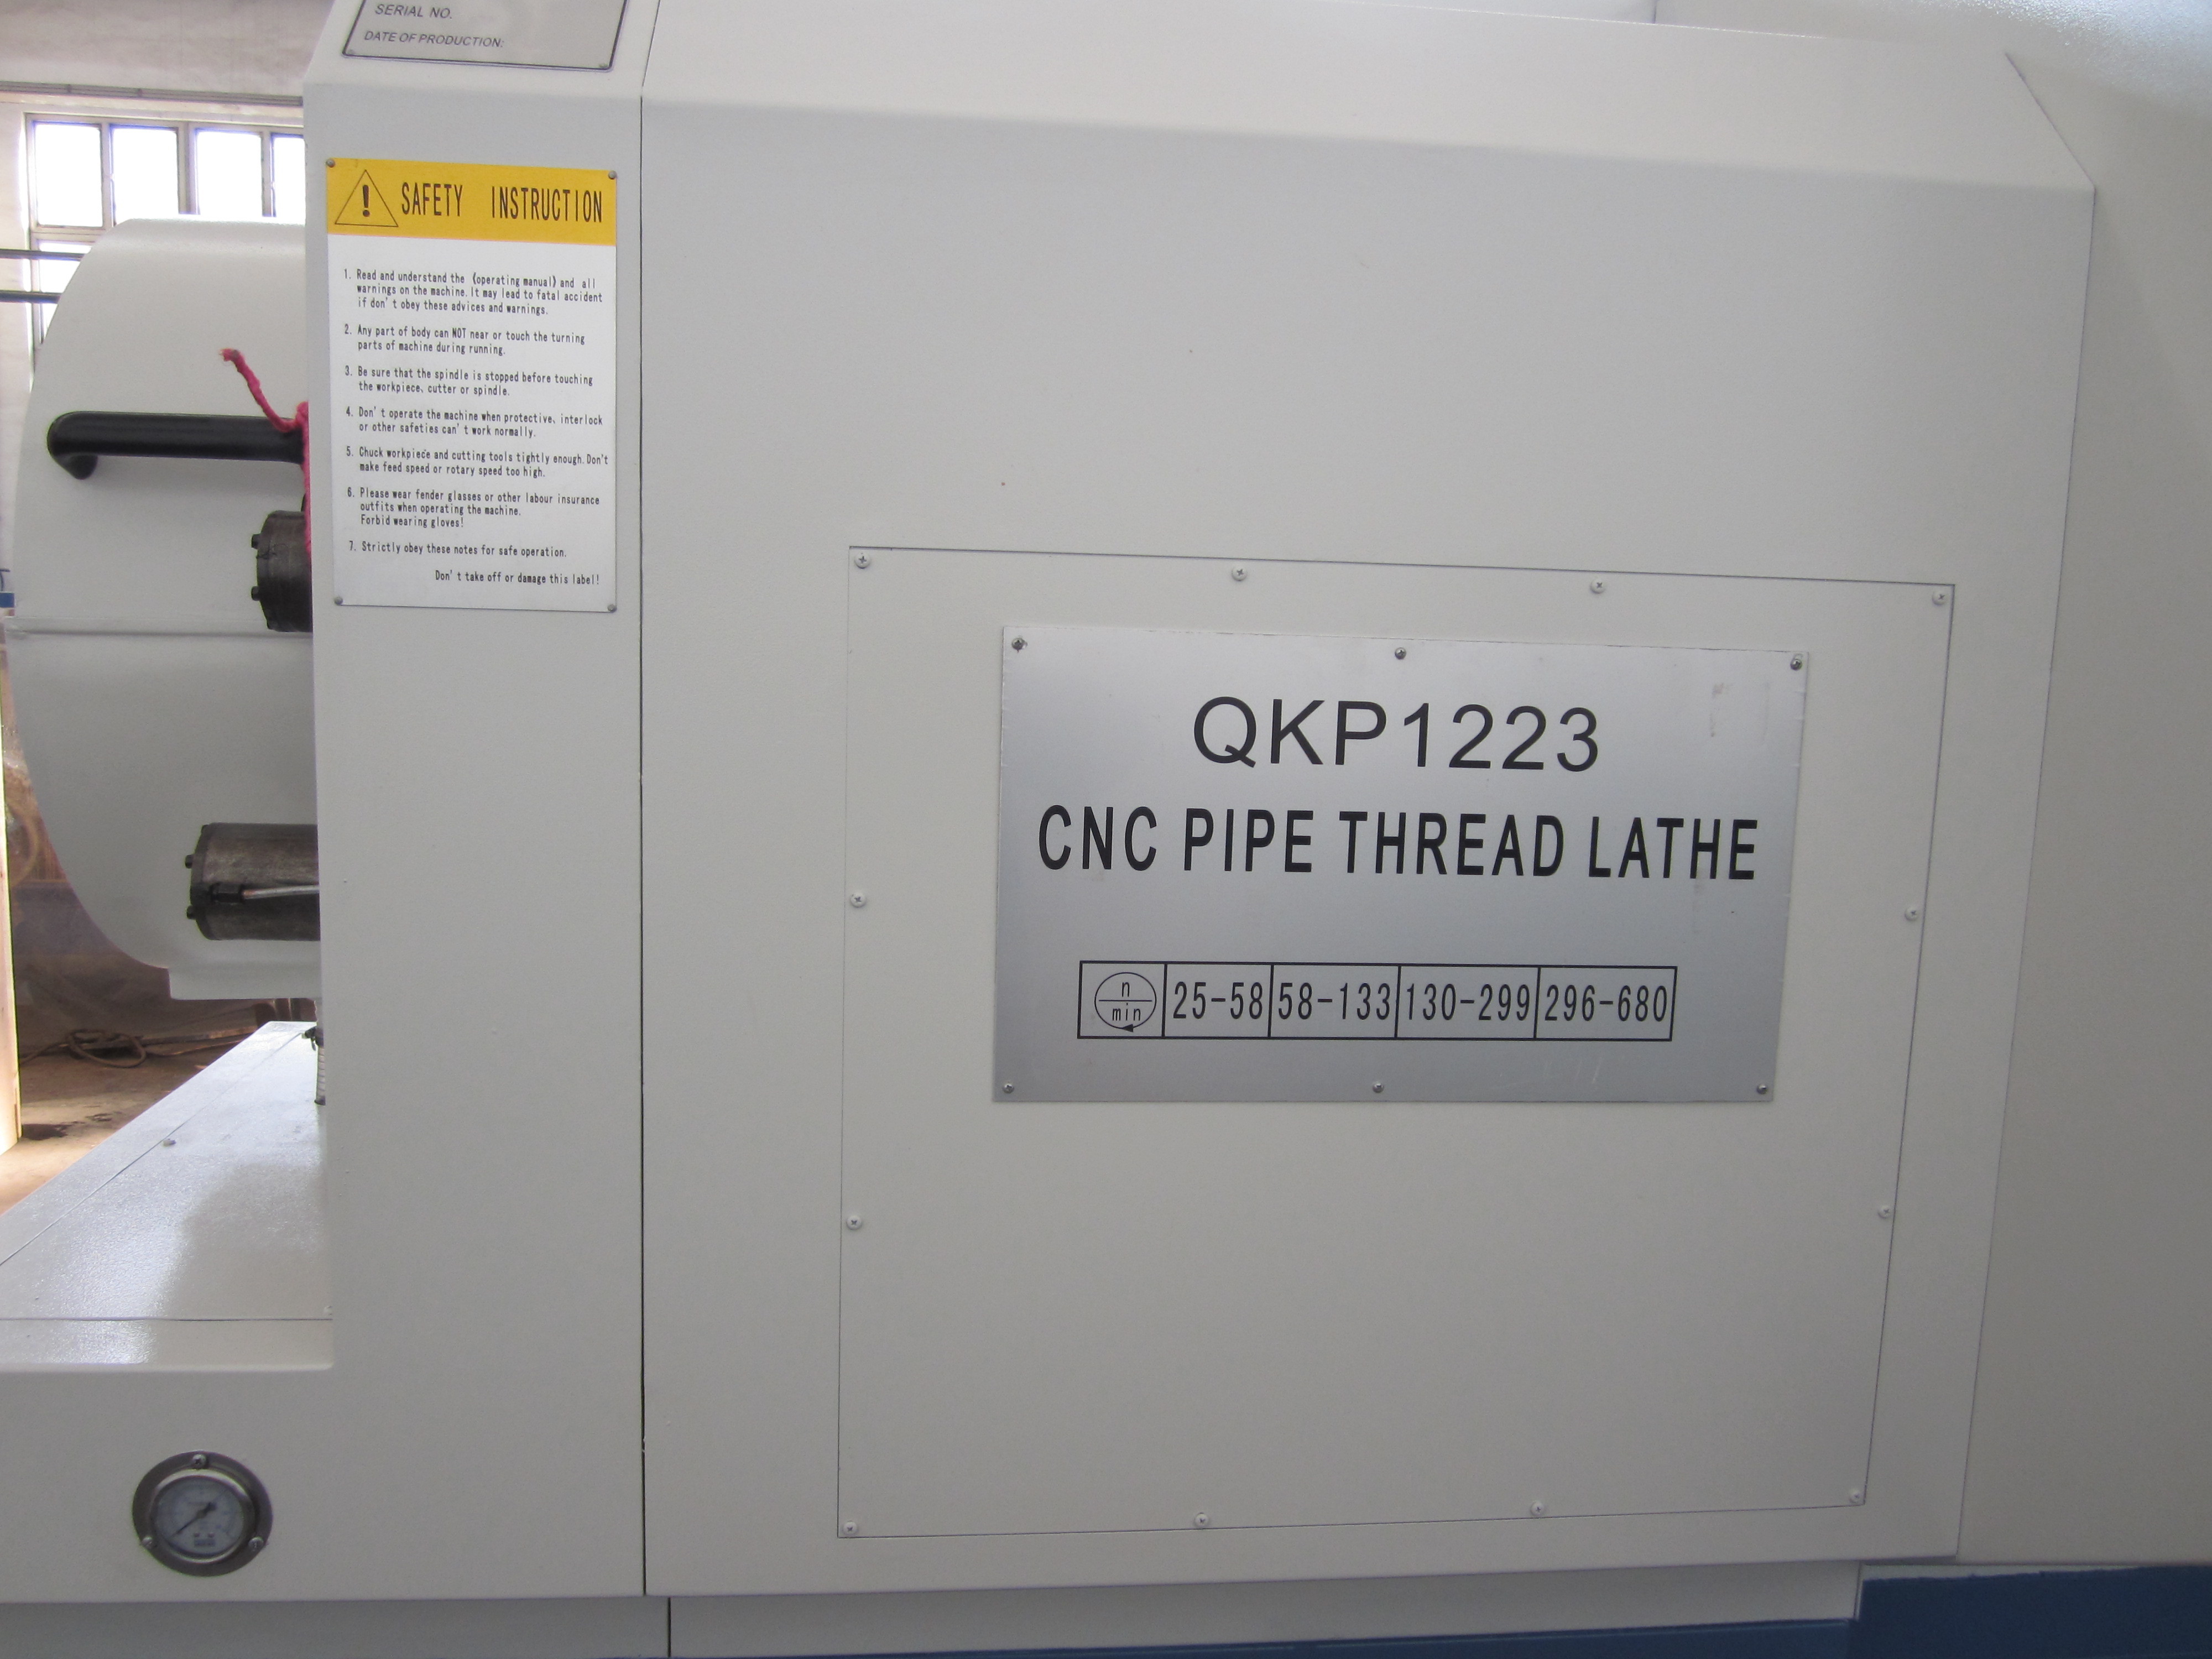 SERIAL NO.
DATE OF PRODUCTION:
! SAFETY INSTRUCTION
1. Read and understand the 《operating manual》 and all
warnings on the machine. It may lead to fatal accident
if don't obey these advices and warnings.
2. Any part of body can NOT near or touch the turning
parts of machine during running.
3. Be sure that the spindle is stopped before touching
the workpiece、cutter or spindle.
4. Don't operate the machine when protective、interlock
or other safeties can't work normally.
5. Chuck workpiece and cutting tools tightly enough. Don't
make feed speed or rotary speed too high.
6. Please wear fender glasses or other labour insurance
outfits when operating the machine.
Forbid wearing gloves!
7. Strictly obey these notes for safe operation.
Don't take off or damage this label!
QKP1223
CNC PIPE THREAD LATHE
n
min
25-58 58-133 130-299 296-680